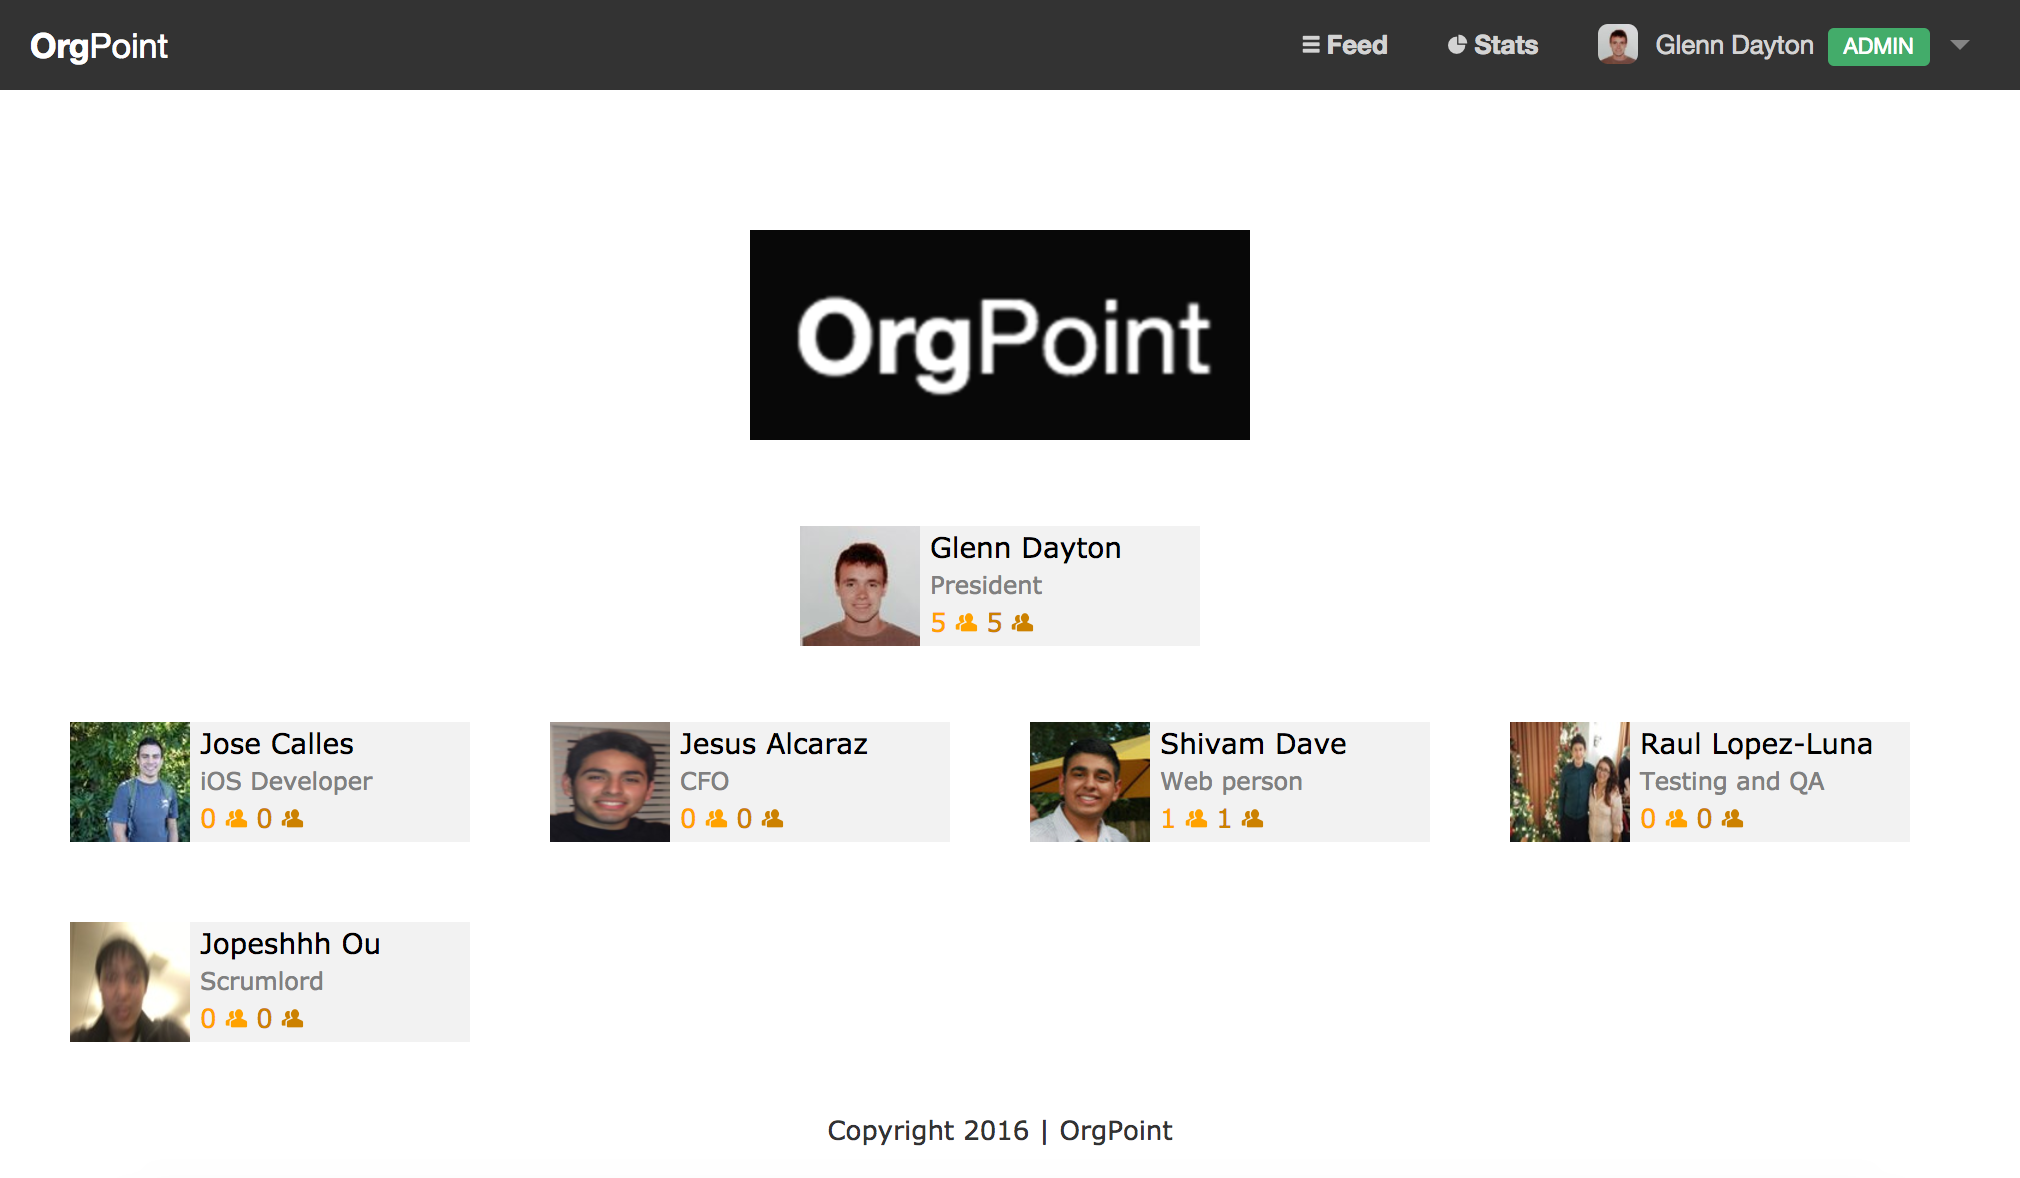 OrgPoint
Feed
Stats
Glenn Dayton
ADMIN
OrgPoint
Glenn Dayton
President
5 5
Jose Calles
iOS Developer
0 0
Jesus Alcaraz
CFO
0 0
Shivam Dave
Web person
1 1
Raul Lopez-Luna
Testing and QA
0 0
Jopeshhh Ou
Scrumlord
0 0
Copyright 2016 | OrgPoint